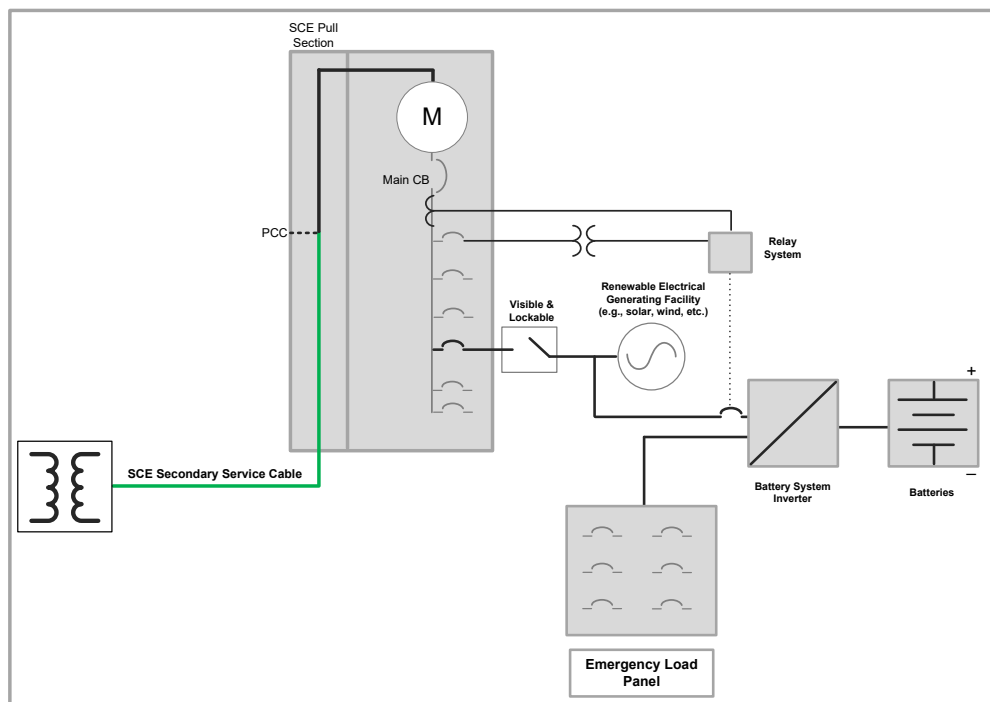 SCE Pull
Section
M
Main CB
PCC
Relay
System
Renewable Electrical
Generating Facility
(e.g., solar, wind, etc.)
Visible &
Lockable
+
SCE Secondary Service Cable
Battery System
Inverter
Batteries
–
Emergency Load
Panel